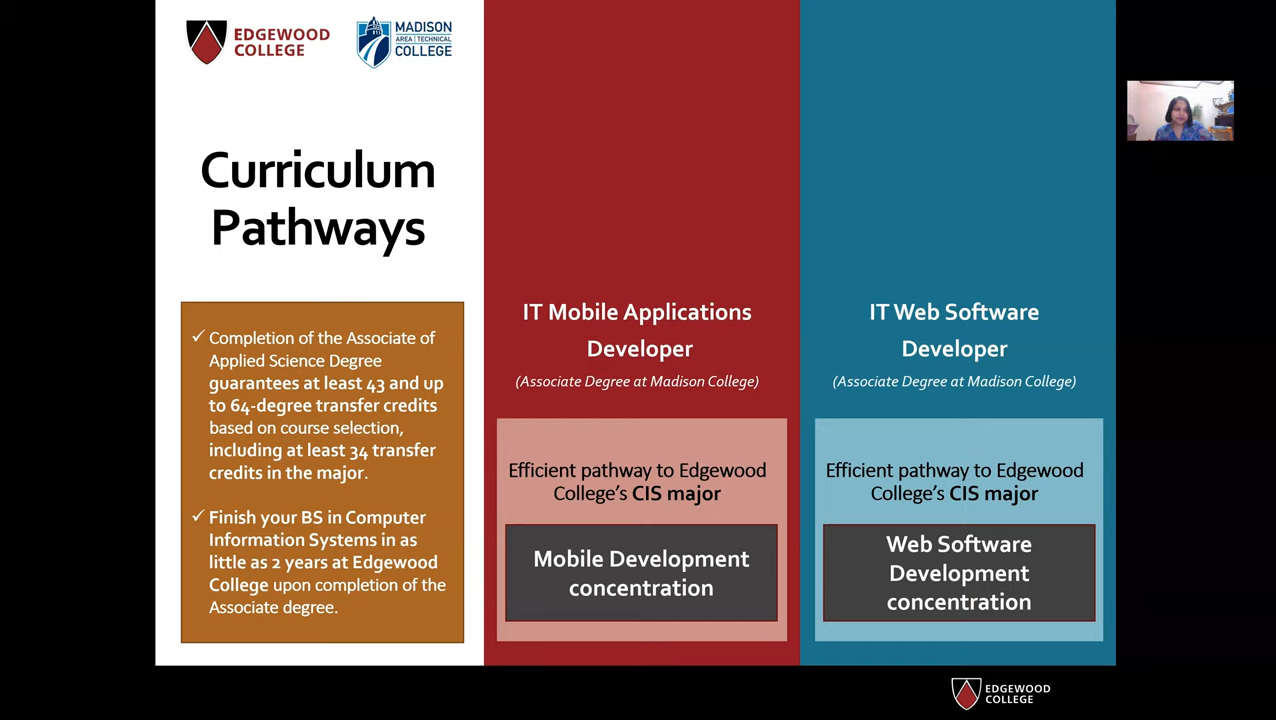 EDGEWOOD
COLLEGE
MADISON
AREA | TECHNICAL
COLLEGE
Curriculum
Pathways
✓ Completion of the Associate of
Applied Science Degree
guarantees at least 43 and up
to 64-degree transfer credits
based on course selection,
including at least 34 transfer
credits in the major.
✓ Finish your BS in Computer
Information Systems in as
little as 2 years at Edgewood
College upon completion of the
Associate degree.
IT Mobile Applications
Developer
(Associate Degree at Madison College)
Efficient pathway to Edgewood
College's CIS major
Mobile Development
concentration
IT Web Software
Developer
(Associate Degree at Madison College)
Efficient pathway to Edgewood
College's CIS major
Web Software
Development
concentration
EDGEWOOD
COLLEGE